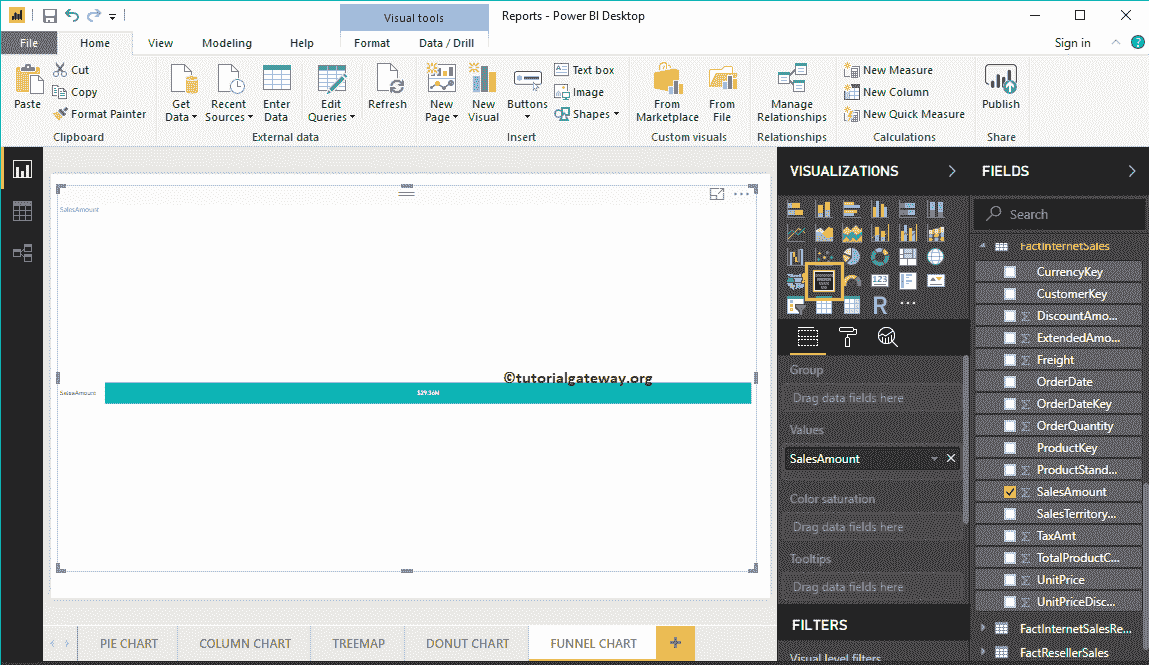 Visual tools
Reports - Power BI Desktop
File
Home
View
Modeling
Help
Format
Data / Drill
Sign in
?
Paste
Cut
Copy
Format Painter
Clipboard
Get Data
Recent Sources
Enter Data
Edit Queries
External data
Refresh
New Page
New Visual
Buttons
Text box
Image
Shapes
Insert
From Marketplace
From File
Custom visuals
Manage Relationships
Relationships
New Measure
New Column
New Quick Measure
Calculations
Publish
Share
SalesAmount
©tutorialgateway.org
SalesAmount
$29.36M
VISUALIZATIONS
123
R
Group
Drag data fields here
Values
SalesAmount
Color saturation
Drag data fields here
Tooltips
Drag data fields here
FILTERS
Visual level filters
FIELDS
Search
FactInternetSales
CurrencyKey
CustomerKey
Σ DiscountAmo...
Σ ExtendedAmo...
Σ Freight
OrderDate
Σ OrderDateKey
Σ OrderQuantity
ProductKey
Σ ProductStand...
Σ SalesAmount
SalesTerritory...
Σ TaxAmt
Σ TotalProductC...
Σ UnitPrice
Σ UnitPriceDisc...
FactInternetSalesRe...
FactResellerSales
PIE CHART
COLUMN CHART
TREEMAP
DONUT CHART
FUNNEL CHART
+